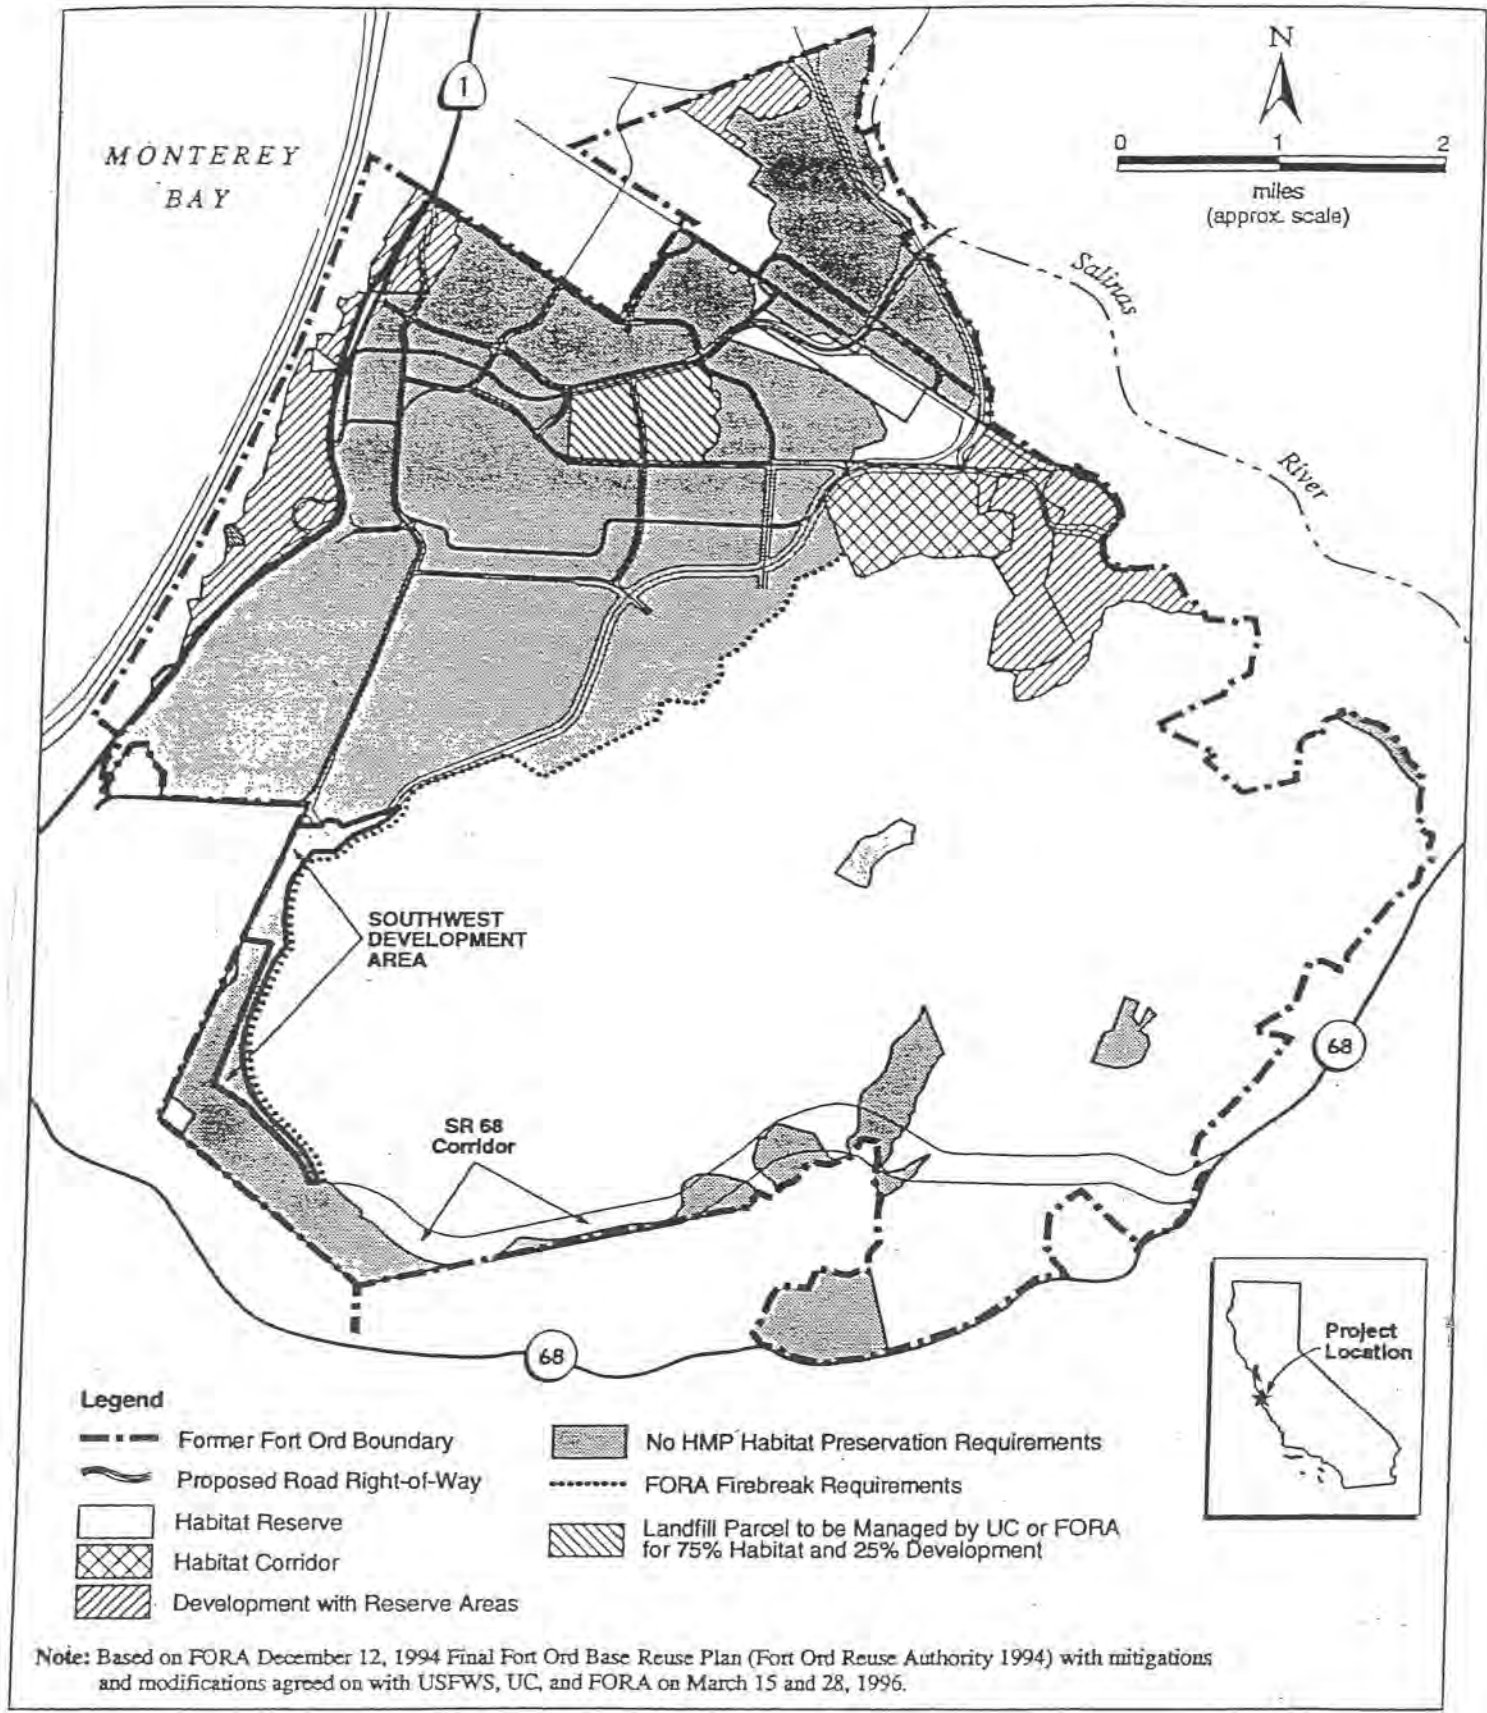 1
MONTEREY
BAY
N
0 1 2
miles
(approx. scale)
Salinas
River
SOUTHWEST
DEVELOPMENT
AREA
68
SR 68
Corridor
68
Project
Location
Legend
Former Fort Ord Boundary
Proposed Road Right-of-Way
Habitat Reserve
Habitat Corridor
Development with Reserve Areas
No HMP Habitat Preservation Requirements
FORA Firebreak Requirements
Landfill Parcel to be Managed by UC or FORA
for 75% Habitat and 25% Development
Note: Based on FORA December 12, 1994 Final Fort Ord Base Reuse Plan (Fort Ord Reuse Authority 1994) with mitigations
and modifications agreed on with USFWS, UC, and FORA on March 15 and 28, 1996.